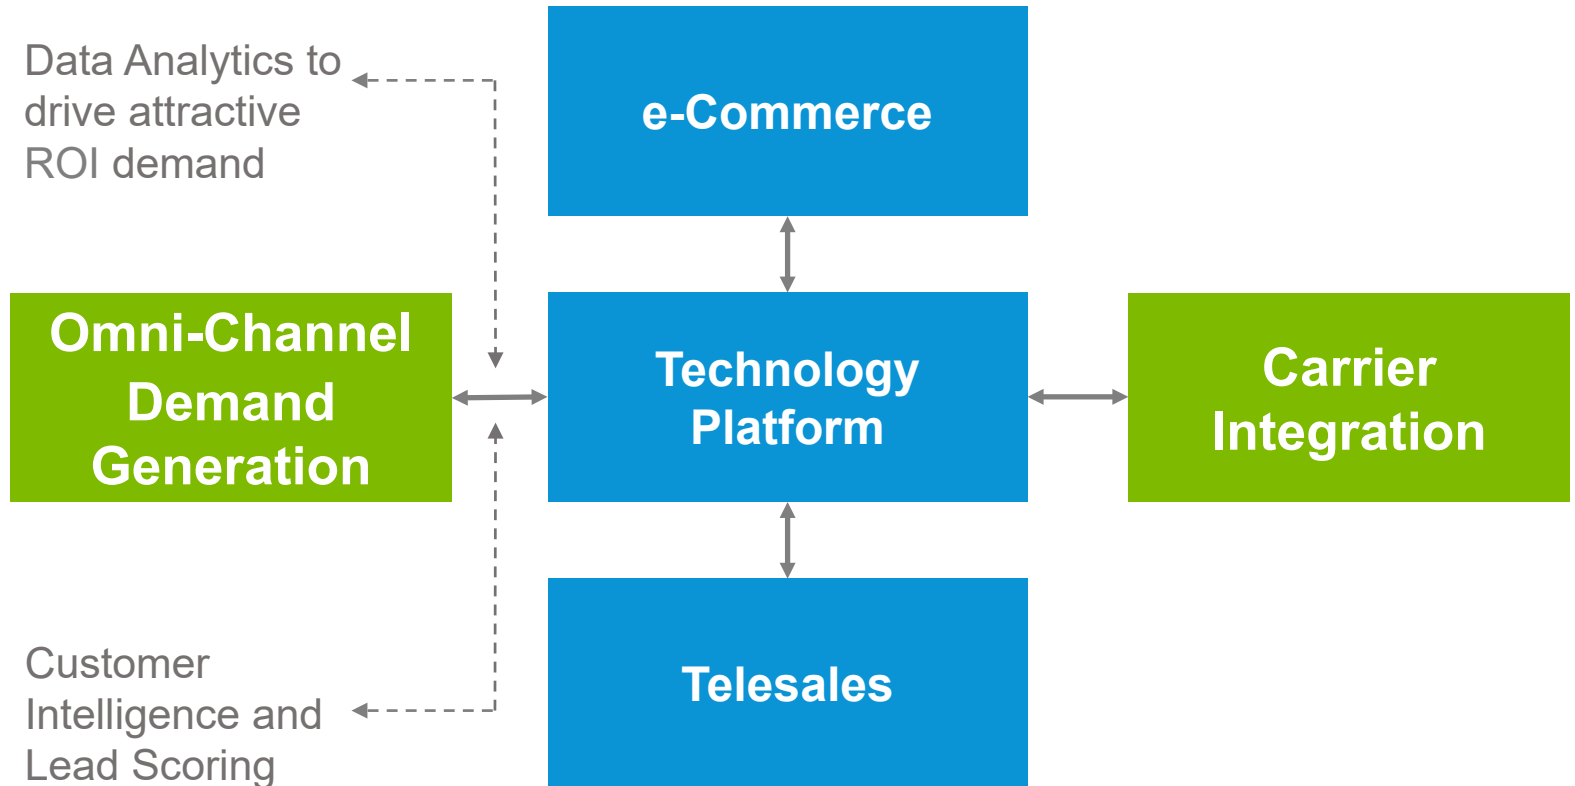 Data Analytics to
drive attractive
ROI demand
e-Commerce
Omni-Channel
Demand
Generation
Technology
Platform
Carrier
Integration
Customer
Intelligence and
Lead Scoring
Telesales